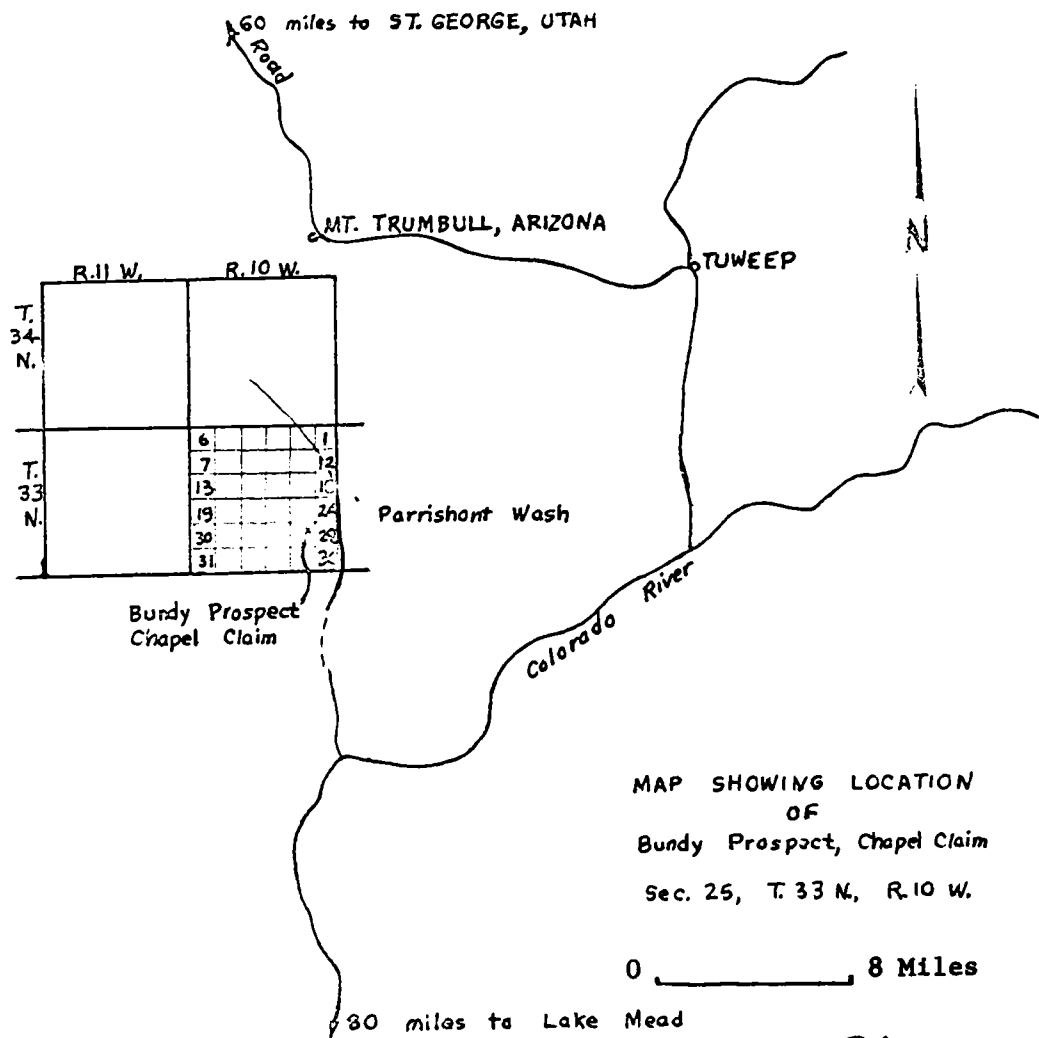 60 miles to ST. GEORGE, UTAH
Road
MT. TRUMBULL, ARIZONA
TUWEEP
N
R.11 W.
R.10 W.
T.
34
N.
T.
33
N.
6
1
7
12
13
19
24
30
31
Parrishont Wash
Bundy Prospect
Chapel Claim
Colorado River
MAP SHOWING LOCATION
OF
Bundy Prospect, Chapel Claim
Sec. 25, T. 33 N., R. 10 W.
0 8 Miles
80 miles to Lake Mead